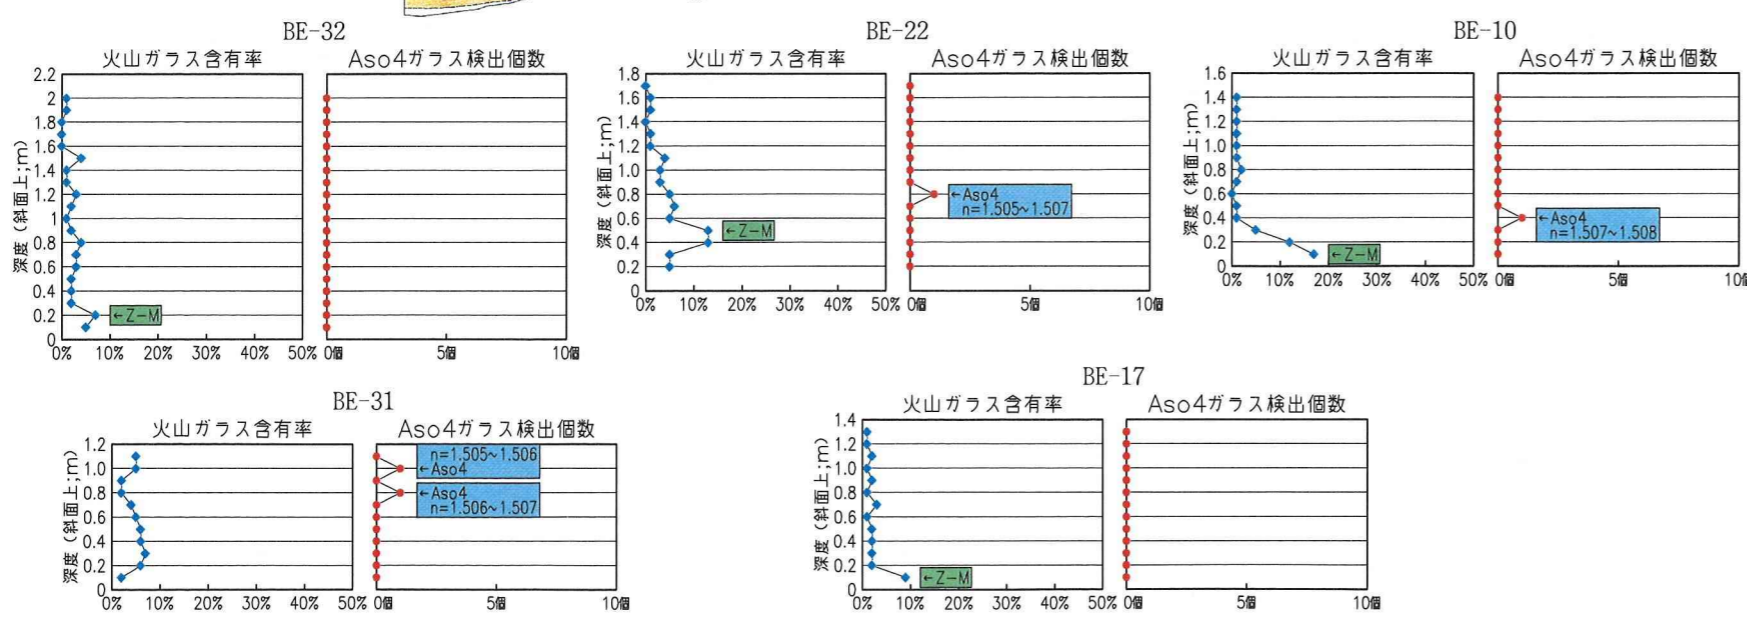 BE-32
火山ガラス含有率
Aso4ガラス検出個数
深度（斜面上;m）
2.2
2
1.8
1.6
1.4
1.2
1
0.8
0.6
0.4
0.2
0
←Z-M
0% 10% 20% 30% 40% 50%
0個 5個 10個
BE-22
火山ガラス含有率
Aso4ガラス検出個数
深度（斜面上;m）
1.8
1.6
1.4
1.2
1.0
0.8
0.6
0.4
0.2
0
←Z-M
←Aso4
n=1.505~1.507
0% 10% 20% 30% 40% 50%
0個 5個 10個
BE-10
火山ガラス含有率
Aso4ガラス検出個数
深度（斜面上;m）
1.6
1.4
1.2
1.0
0.8
0.6
0.4
0.2
0
←Z-M
←Aso4
n=1.507~1.508
0% 10% 20% 30% 40% 50%
0個 5個 10個
BE-31
火山ガラス含有率
Aso4ガラス検出個数
深度（斜面上;m）
1.2
1.0
0.8
0.6
0.4
0.2
0
n=1.505~1.506
←Aso4
←Aso4
n=1.506~1.507
0% 10% 20% 30% 40% 50%
0個 5個 10個
BE-17
火山ガラス含有率
Aso4ガラス検出個数
深度（斜面上;m）
1.4
1.2
1.0
0.8
0.6
0.4
0.2
0
←Z-M
0% 10% 20% 30% 40% 50%
0個 5個 10個